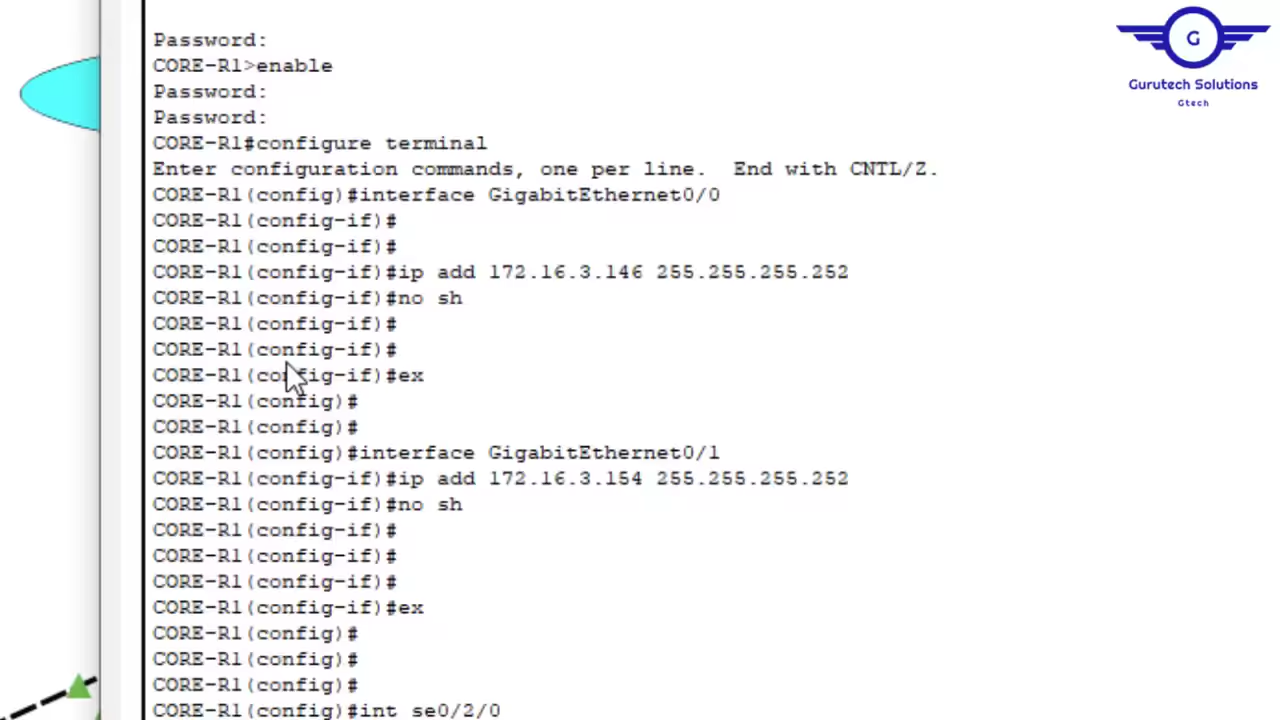 Password:
CORE-R1>enable
Password:
Password:
CORE-R1#configure terminal
Enter configuration commands, one per line.  End with CNTL/Z.
CORE-R1(config)#interface GigabitEthernet0/0
CORE-R1(config-if)#
CORE-R1(config-if)#
CORE-R1(config-if)#ip add 172.16.3.146 255.255.255.252
CORE-R1(config-if)#no sh
CORE-R1(config-if)#
CORE-R1(config-if)#
CORE-R1(config-if)#ex
CORE-R1(config)#
CORE-R1(config)#
CORE-R1(config)#interface GigabitEthernet0/1
CORE-R1(config-if)#ip add 172.16.3.154 255.255.255.252
CORE-R1(config-if)#no sh
CORE-R1(config-if)#
CORE-R1(config-if)#
CORE-R1(config-if)#
CORE-R1(config-if)#ex
CORE-R1(config)#
CORE-R1(config)#
CORE-R1(config)#
CORE-R1(config)#int se0/2/0
G
Gurutech Solutions
Gtech